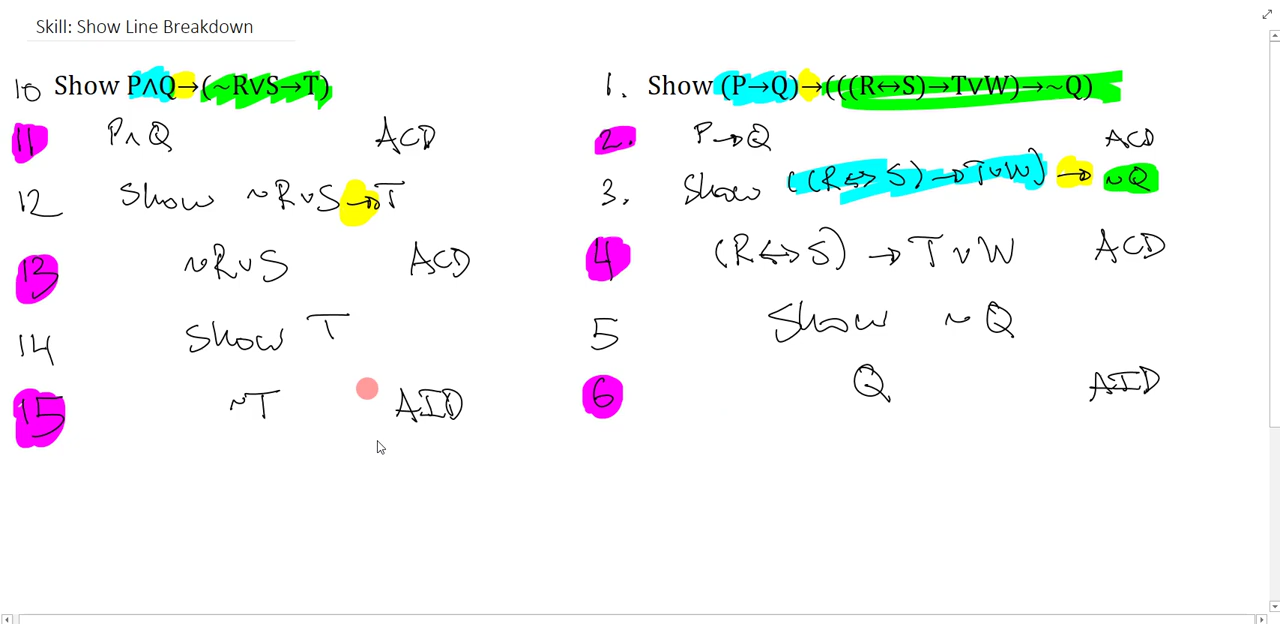 Skill: Show Line Breakdown
10 Show P∧Q→(~R∨S→T)
11 P∧Q ACD
12 Show ~R∨S→T
13 ~R∨S ACD
14 Show T
15 ~T AID
1. Show (P→Q)→(((R↔S)→T∨W)→~Q)
2. P→Q ACD
3. Show ((R↔S)→T∨W)→~Q
4 (R↔S)→T∨W ACD
5 Show ~Q
6 Q AID